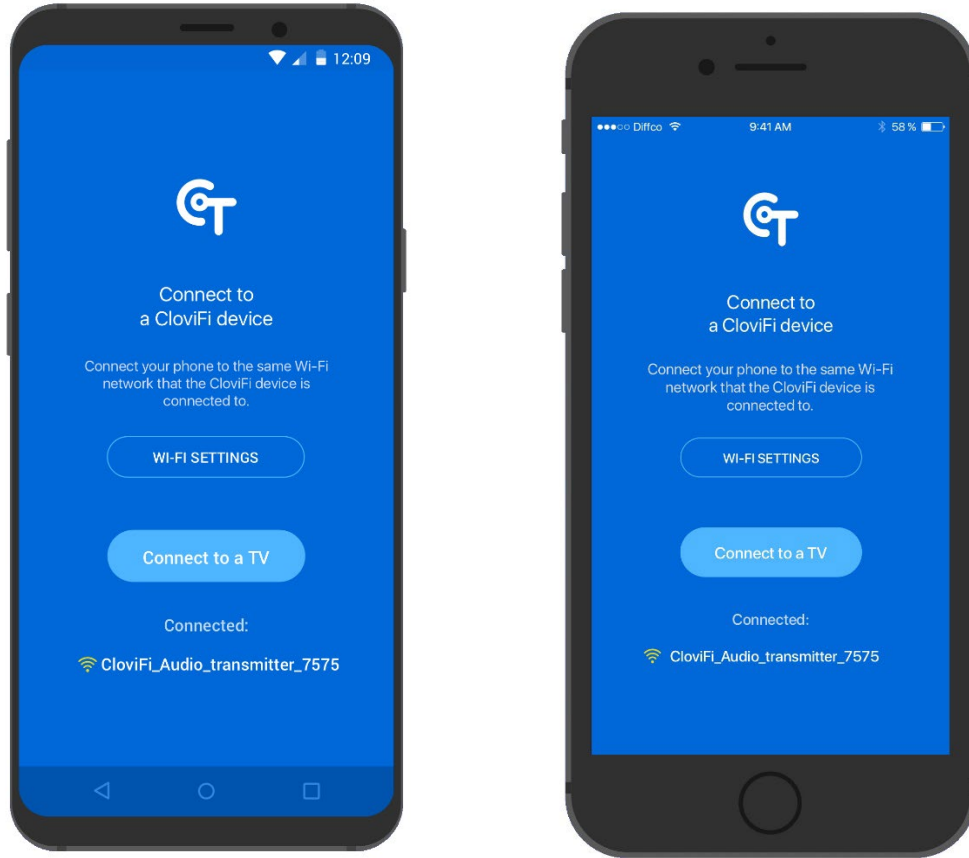 12:09
CT
Connect to
a CloviFi device
Connect your phone to the same Wi-Fi
network that the CloviFi device is
connected to.
WI-FI SETTINGS
Connect to a TV
Connected:
CloviFi_Audio_transmitter_7575
Diffco 9:41 AM 58 %
CT
Connect to
a CloviFi device
Connect your phone to the same Wi-Fi
network that the CloviFi device is
connected to.
WI-FI SETTINGS
Connect to a TV
Connected:
CloviFi_Audio_transmitter_7575